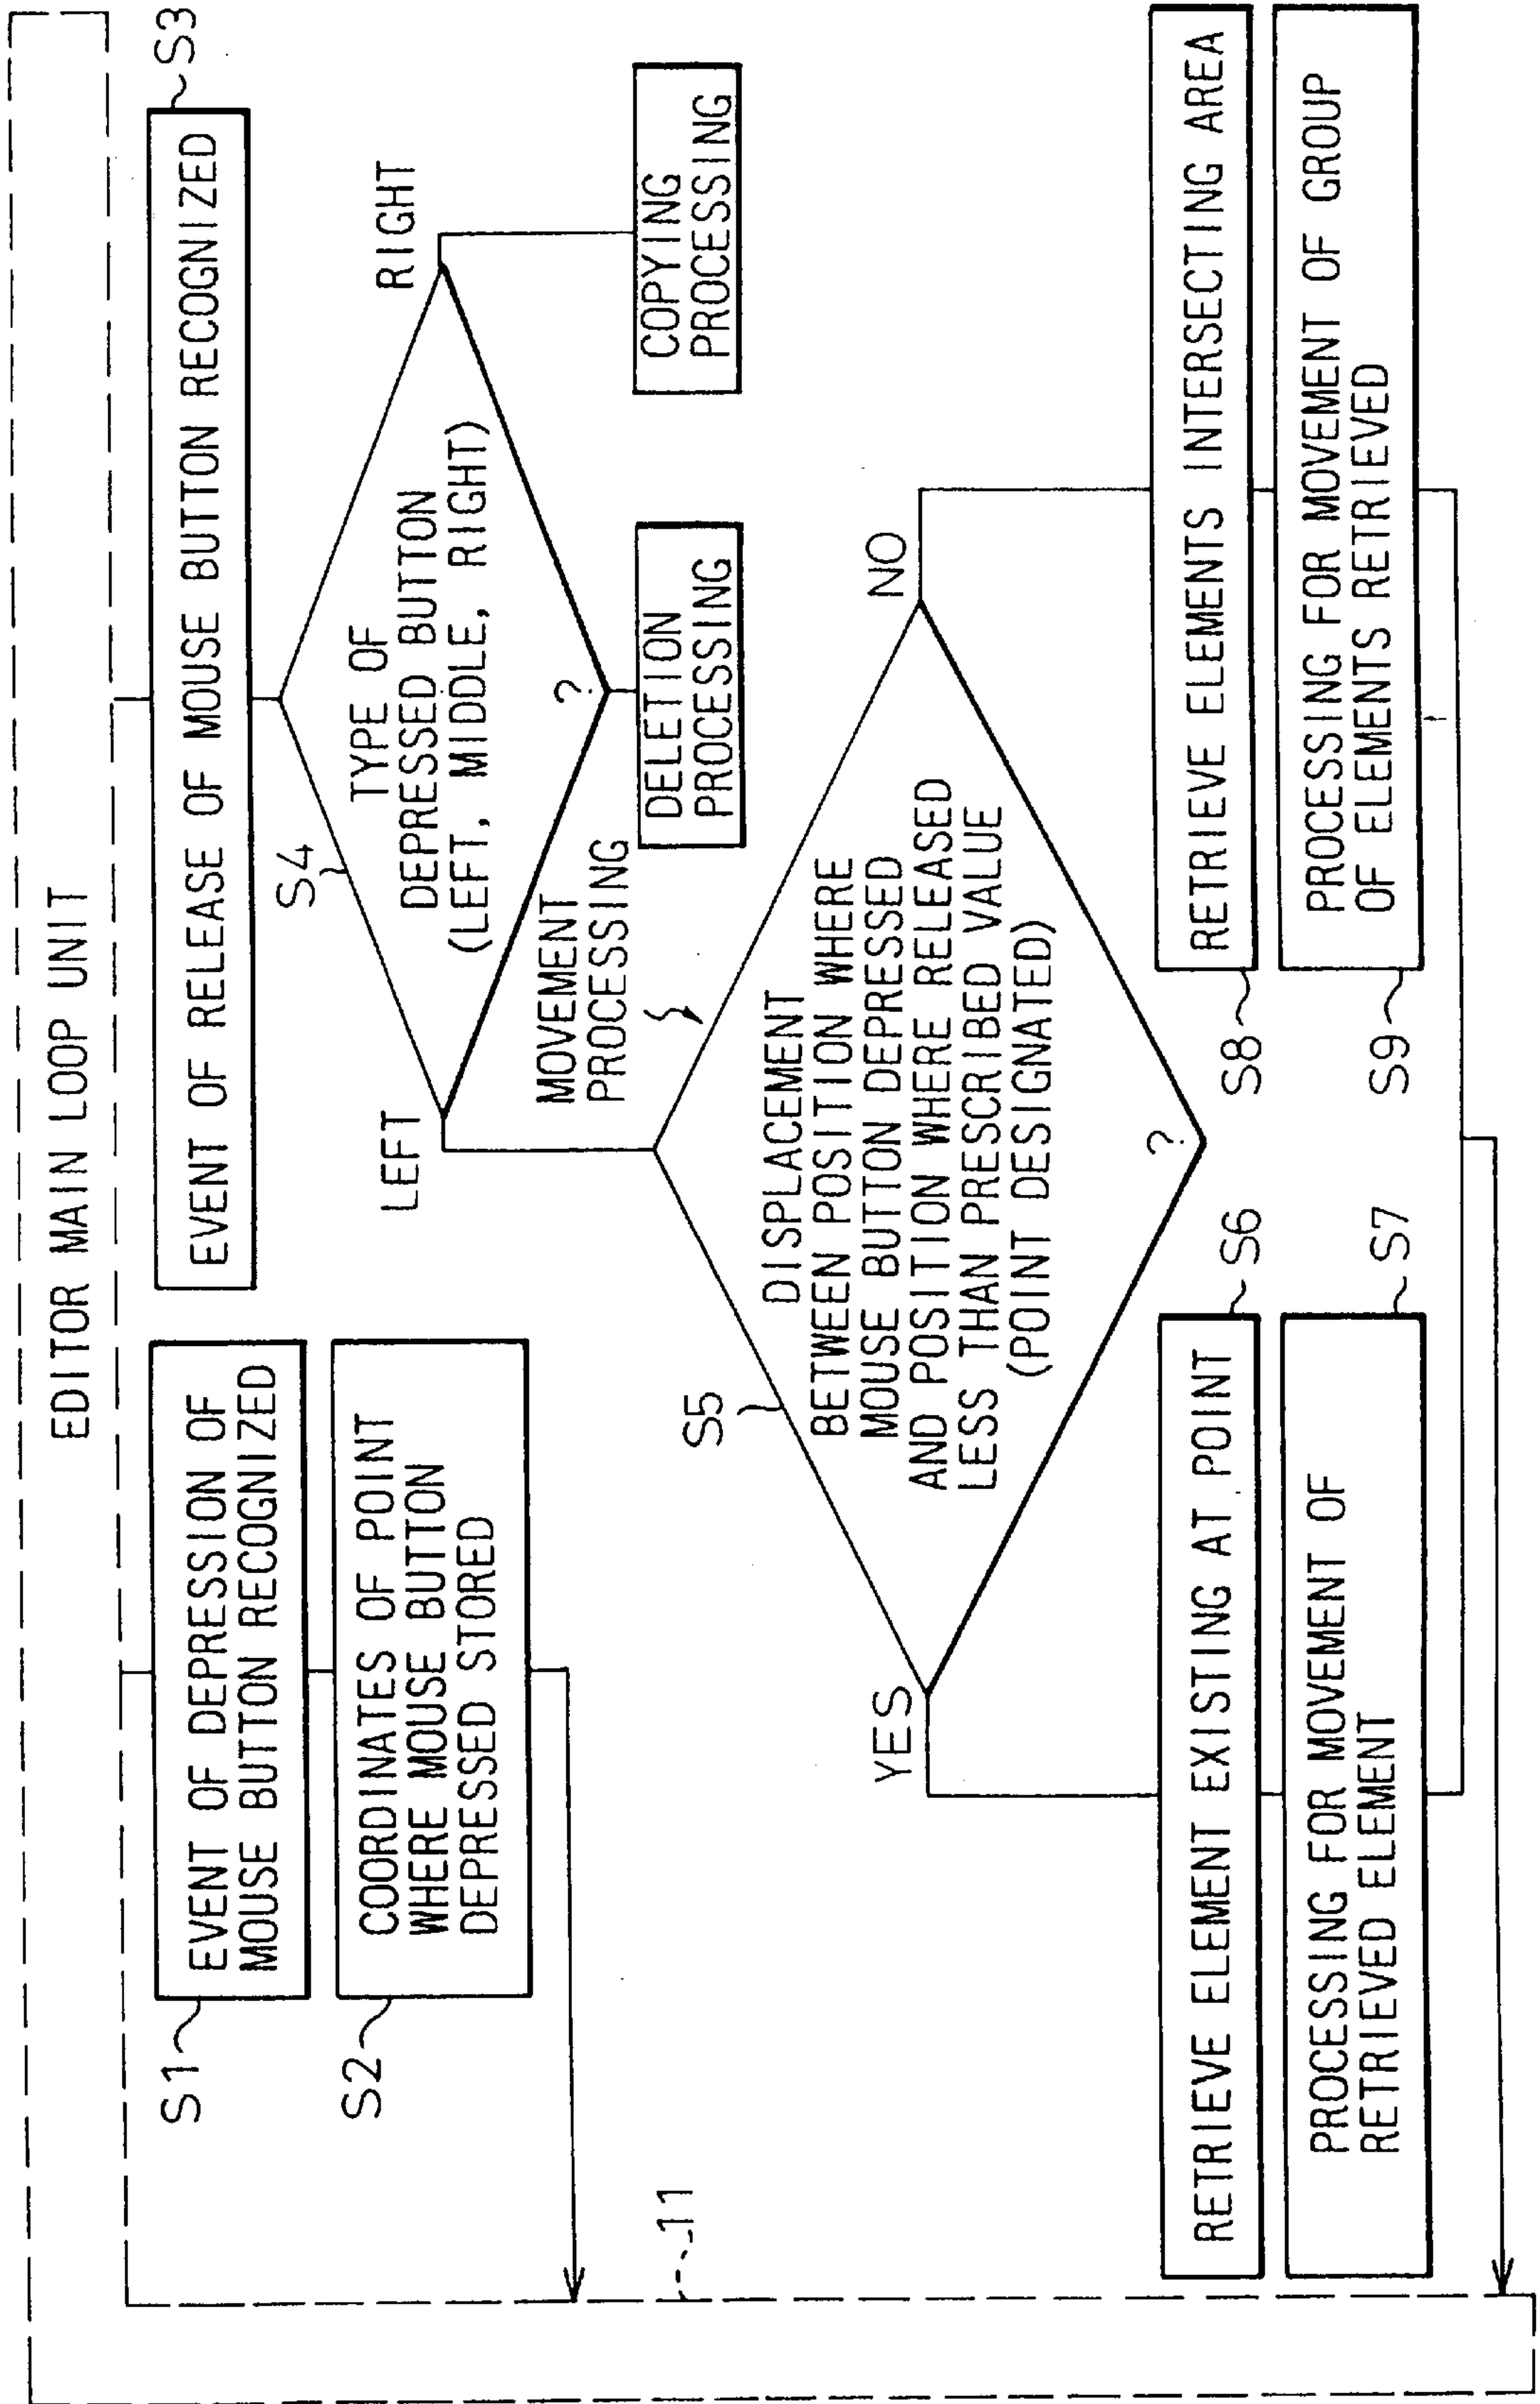 EDITOR MAIN LOOP UNIT
S1
EVENT OF DEPRESSION OF
MOUSE BUTTON RECOGNIZED
S2
COORDINATES OF POINT
WHERE MOUSE BUTTON
DEPRESSED STORED
EVENT OF RELEASE OF MOUSE BUTTON RECOGNIZED
S3
S4
TYPE OF
DEPRESSED BUTTON
(LEFT, MIDDLE, RIGHT)
?
LEFT
RIGHT
MOVEMENT
PROCESSING
DELETION
PROCESSING
COPYING
PROCESSING
11
S5
DISPLACEMENT
BETWEEN POSITION WHERE
MOUSE BUTTON DEPRESSED
AND POSITION WHERE RELEASED
LESS THAN PRESCRIBED VALUE
(POINT DESIGNATED)
?
YES
NO
RETRIEVE ELEMENT EXISTING AT POINT
S6
PROCESSING FOR MOVEMENT OF
RETRIEVED ELEMENT
S7
S8
RETRIEVE ELEMENTS INTERSECTING AREA
S9
PROCESSING FOR MOVEMENT OF GROUP
OF ELEMENTS RETRIEVED